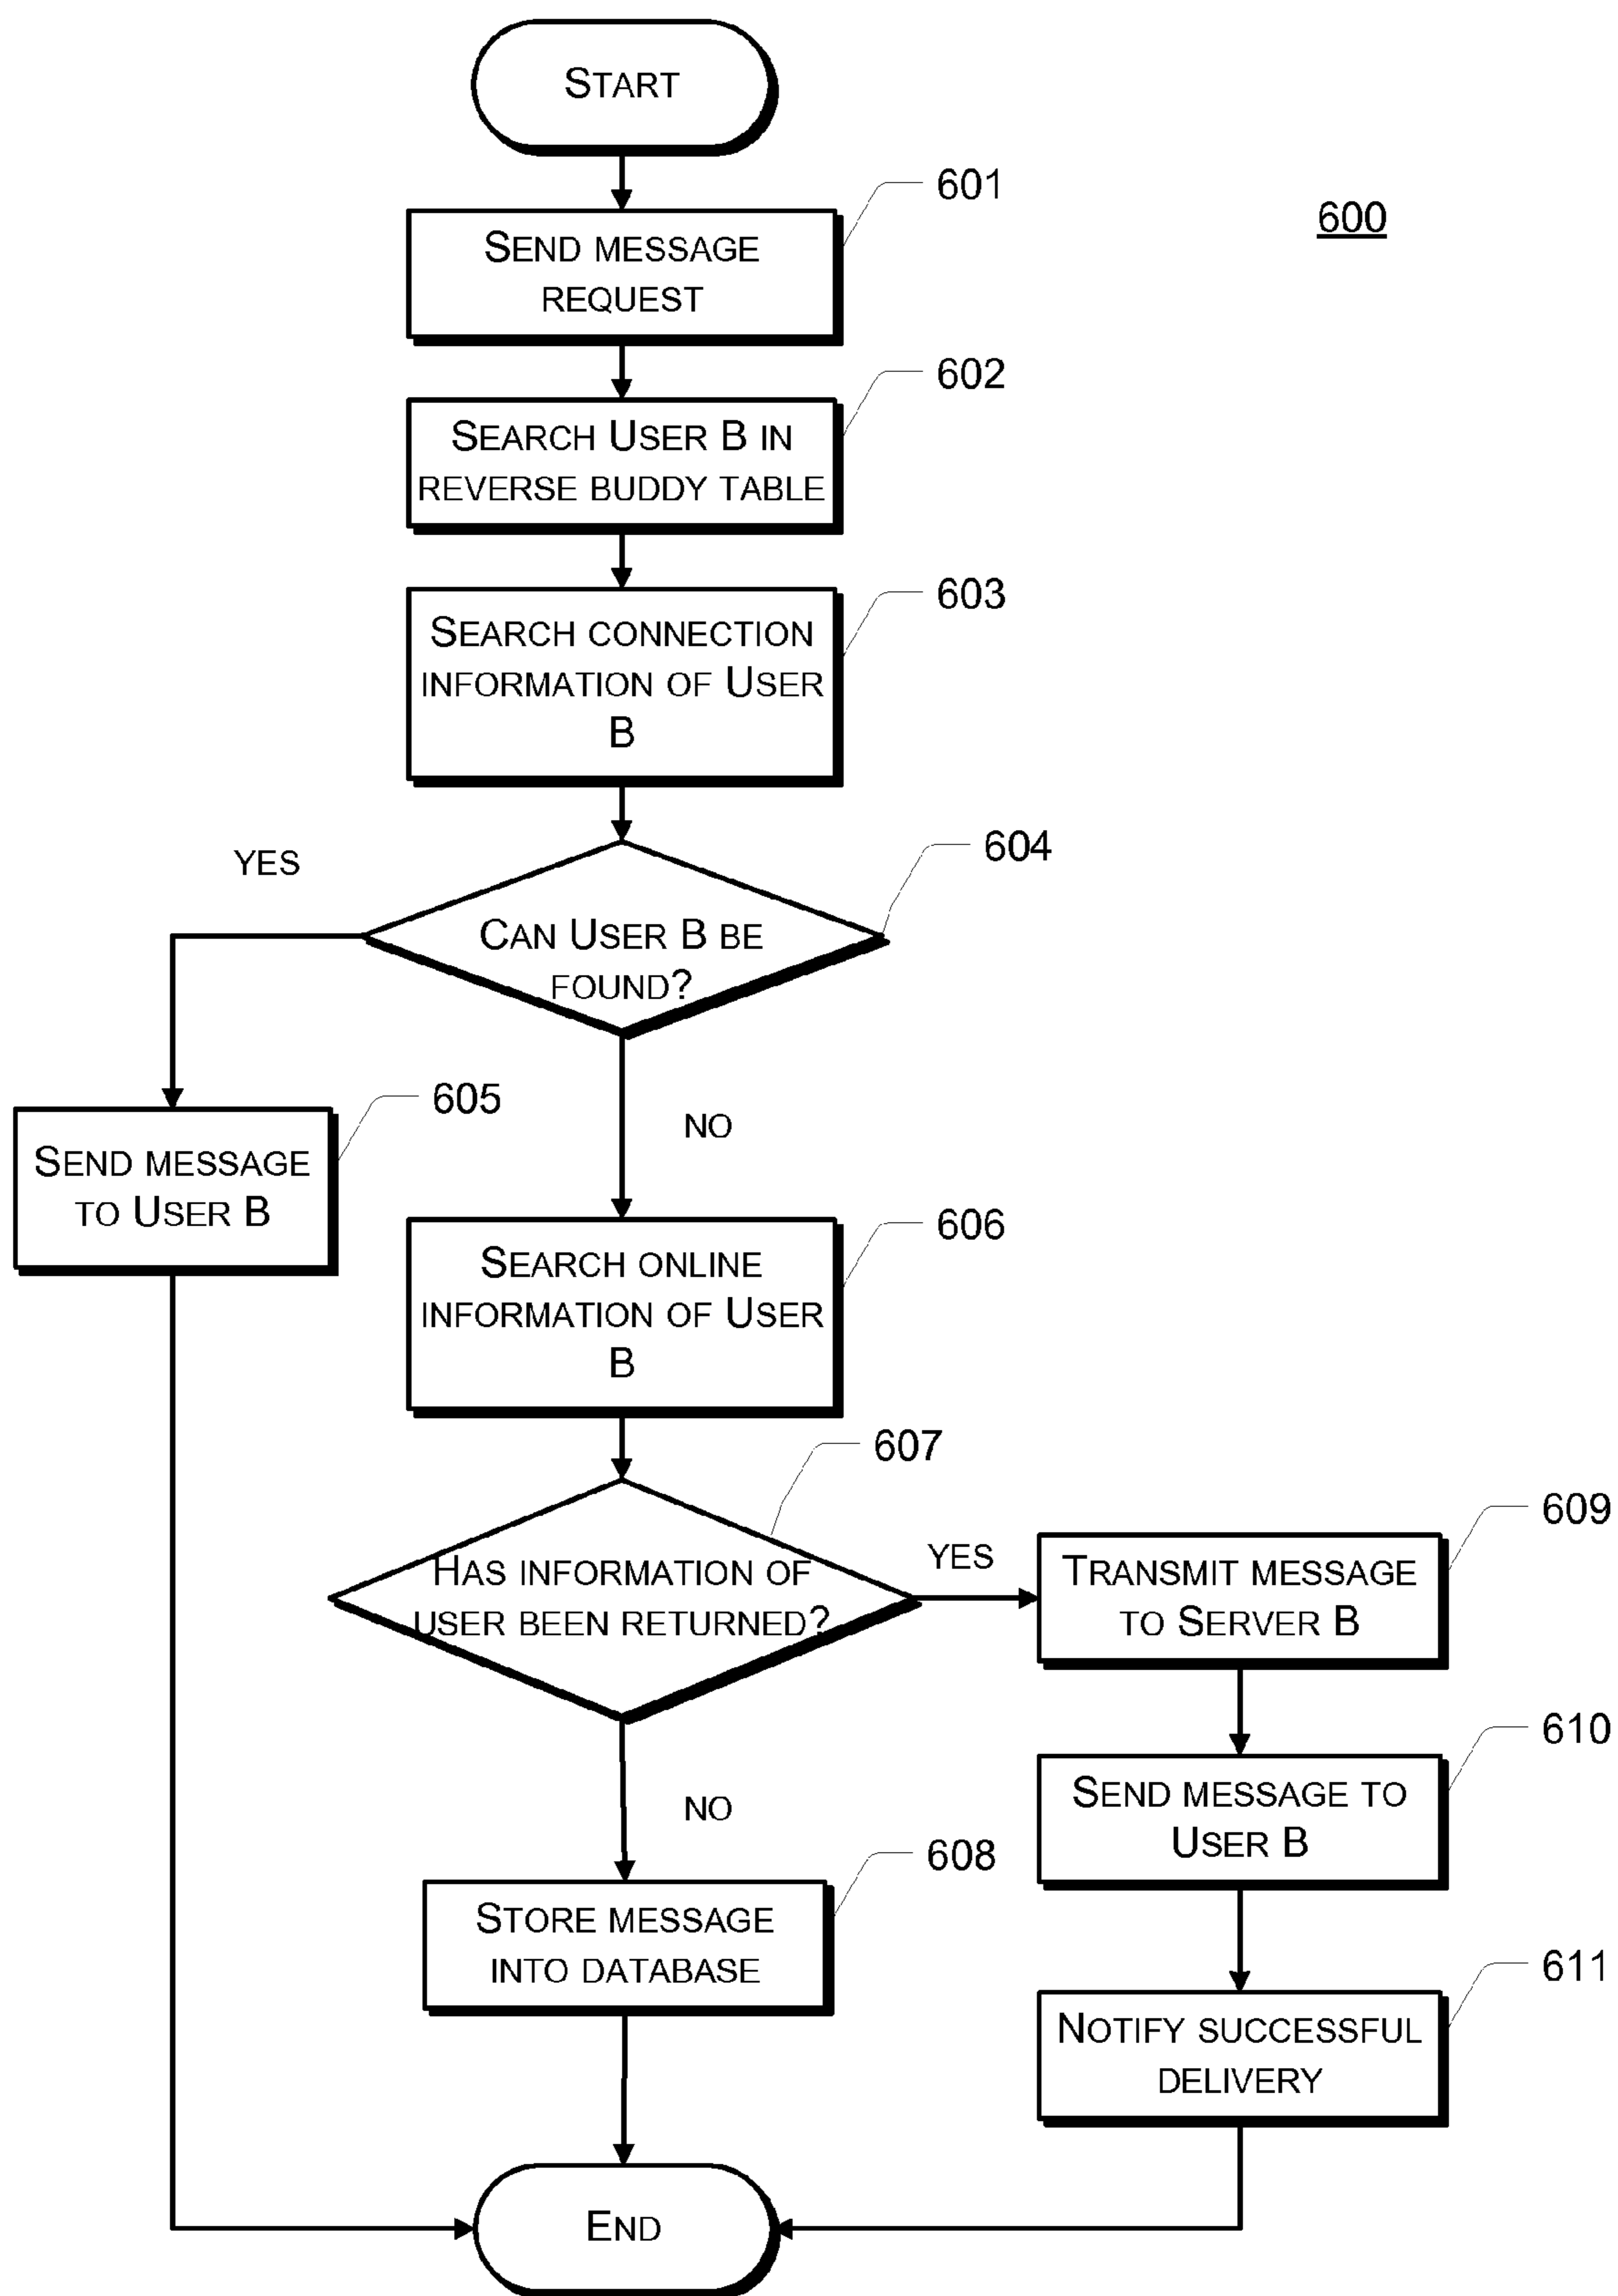 START
601
600
SEND MESSAGE
REQUEST
602
SEARCH USER B IN
REVERSE BUDDY TABLE
603
SEARCH CONNECTION
INFORMATION OF USER
B
604
YES
CAN USER B BE
FOUND?
605
NO
SEND MESSAGE
TO USER B
606
SEARCH ONLINE
INFORMATION OF USER
B
607
HAS INFORMATION OF
USER BEEN RETURNED?
YES
609
TRANSMIT MESSAGE
TO SERVER B
610
SEND MESSAGE TO
USER B
NO
608
STORE MESSAGE
INTO DATABASE
611
NOTIFY SUCCESSFUL
DELIVERY
END